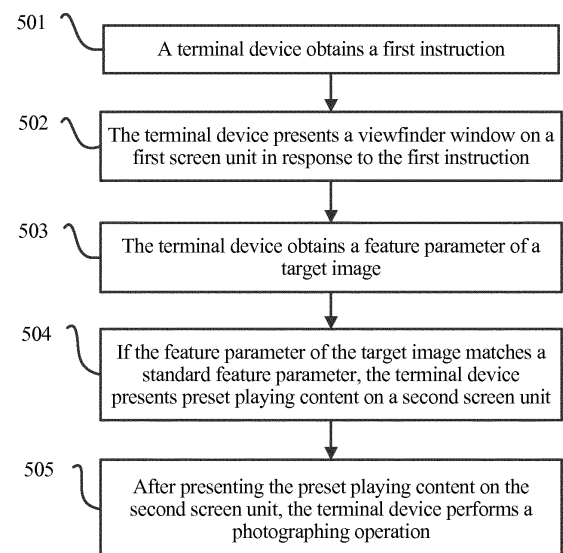 501
A terminal device obtains a first instruction
502
The terminal device presents a viewfinder window on a
first screen unit in response to the first instruction
503
The terminal device obtains a feature parameter of a
target image
504
If the feature parameter of the target image matches a
standard feature parameter, the terminal device
presents preset playing content on a second screen unit
505
After presenting the preset playing content on the
second screen unit, the terminal device performs a
photographing operation